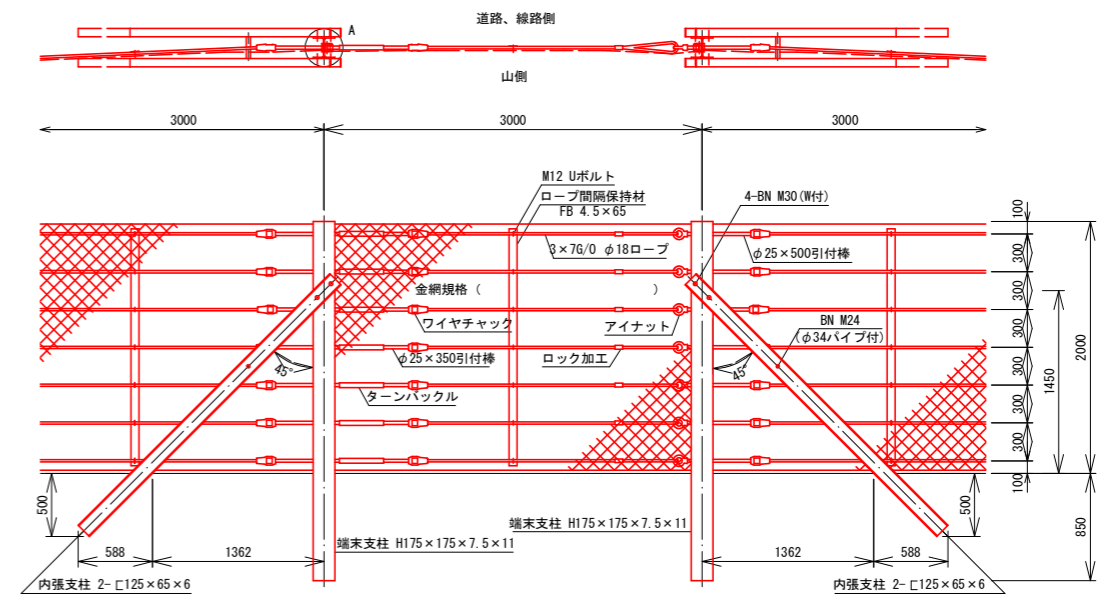 道路、線路側
A
山側
3000
3000
3000
M12 Uボルト
ロープ間隔保持材
FB 4.5×65
4-BN M30(W付)
3×7G/O φ18ロープ
φ25×500引付棒
金網規格（　　　　　　　　　　）
ワイヤチャック
アイナット
BN M24
(φ34パイプ付)
φ25×350引付棒
ロック加工
45°
45°
ターンバックル
100
300
300
300
300
300
300
100
1450
2000
850
500
500
端末支柱 H175×175×7.5×11
端末支柱 H175×175×7.5×11
588
1362
1362
588
内張支柱 2-［125×65×6
内張支柱 2-［125×65×6